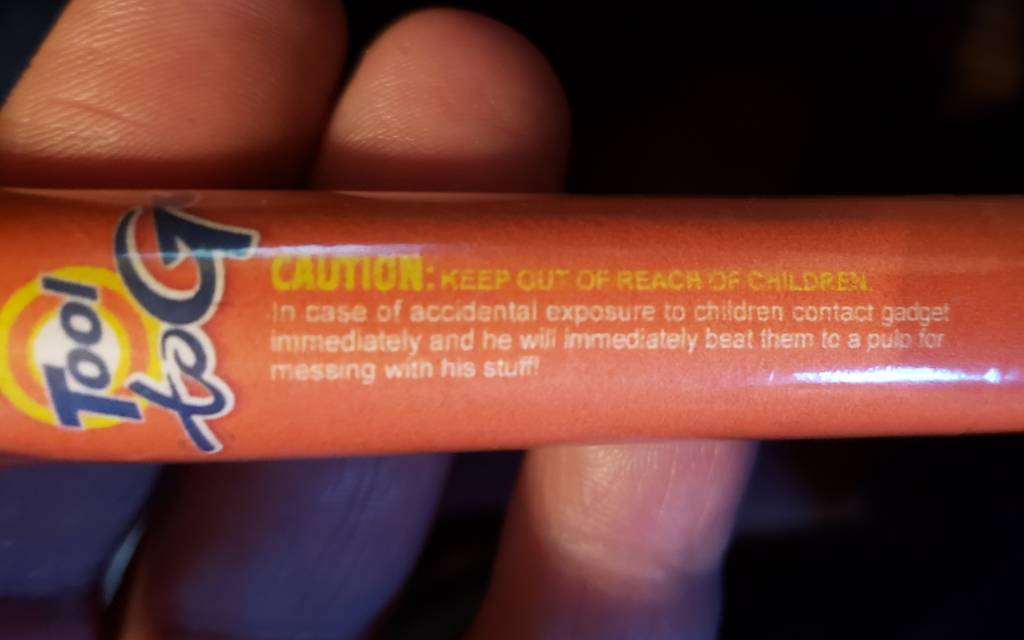 Tool
to G
CAUTION: KEEP OUT OF REACH OF CHILDREN.
In case of accidental exposure to children contact gadget
immediately and he will immediately beat them to a pulp for
messing with his stuff!